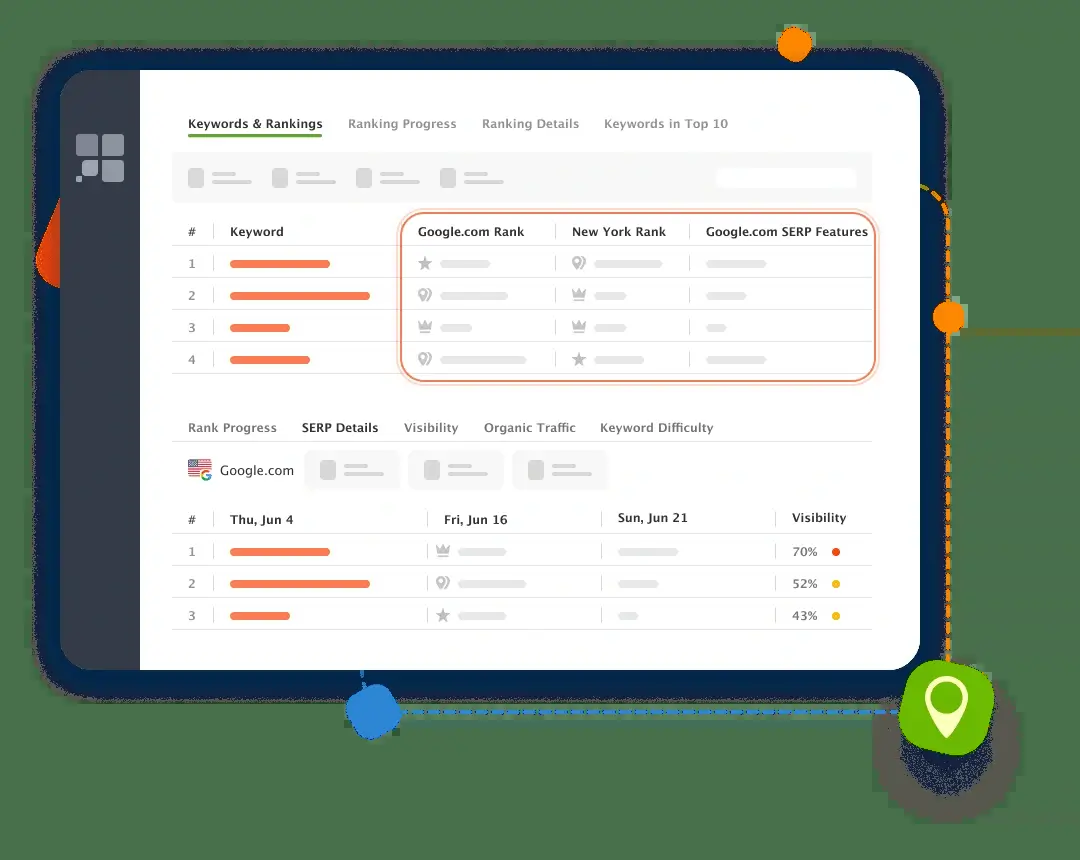 Keywords & Rankings Ranking Progress Ranking Details Keywords in Top 10
# Keyword Google.com Rank New York Rank Google.com SERP Features
1
2
3
4
Rank Progress SERP Details Visibility Organic Traffic Keyword Difficulty
Google.com
# Thu, Jun 4 Fri, Jun 16 Sun, Jun 21 Visibility
1 70%
2 52%
3 43%